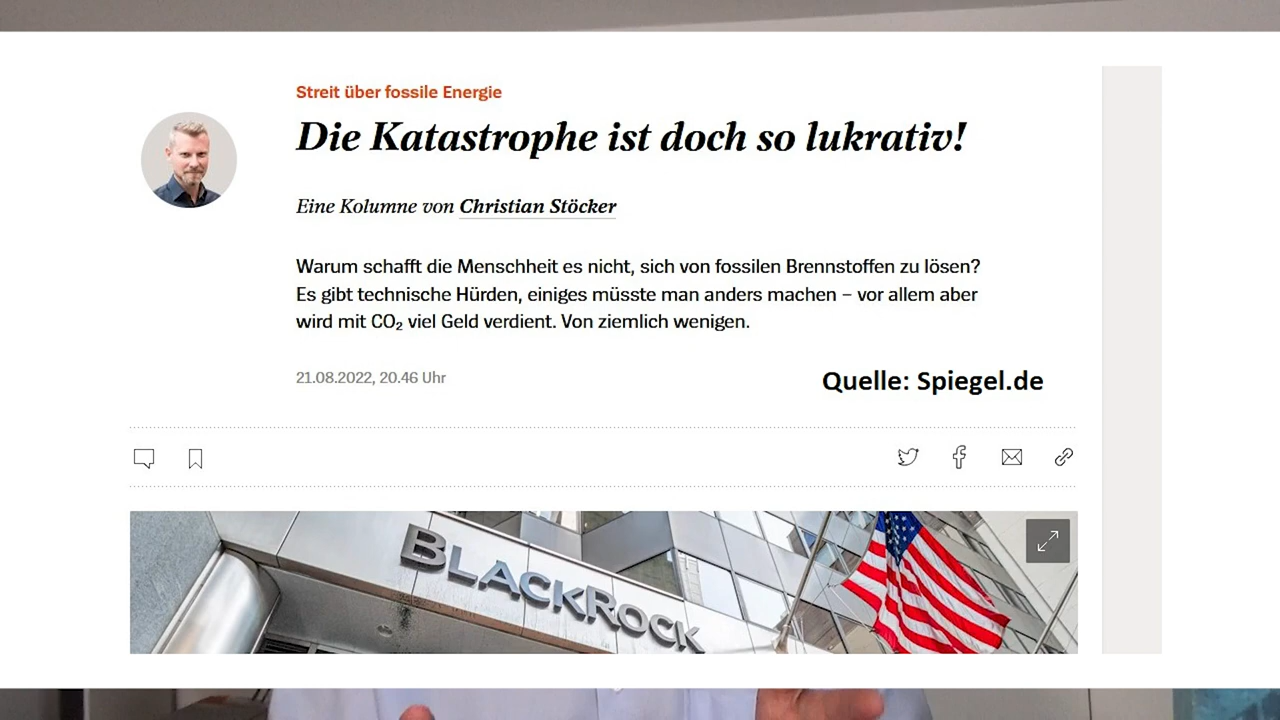 Streit über fossile Energie
Die Katastrophe ist doch so lukrativ!
Eine Kolumne von Christian Stöcker
Warum schafft die Menschheit es nicht, sich von fossilen Brennstoffen zu lösen?
Es gibt technische Hürden, einiges müsste man anders machen – vor allem aber
wird mit CO₂ viel Geld verdient. Von ziemlich wenigen.
21.08.2022, 20.46 Uhr
Quelle: Spiegel.de
BLACKROCK